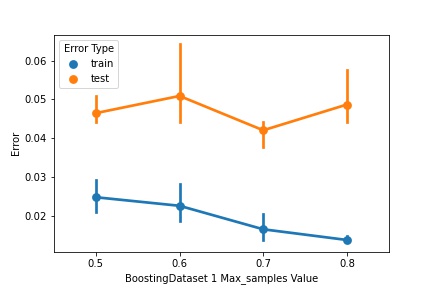 Error Type
train
test
0.06
0.05
0.04
0.03
0.02
Error
0.5 0.6 0.7 0.8
BoostingDataset 1 Max_samples Value